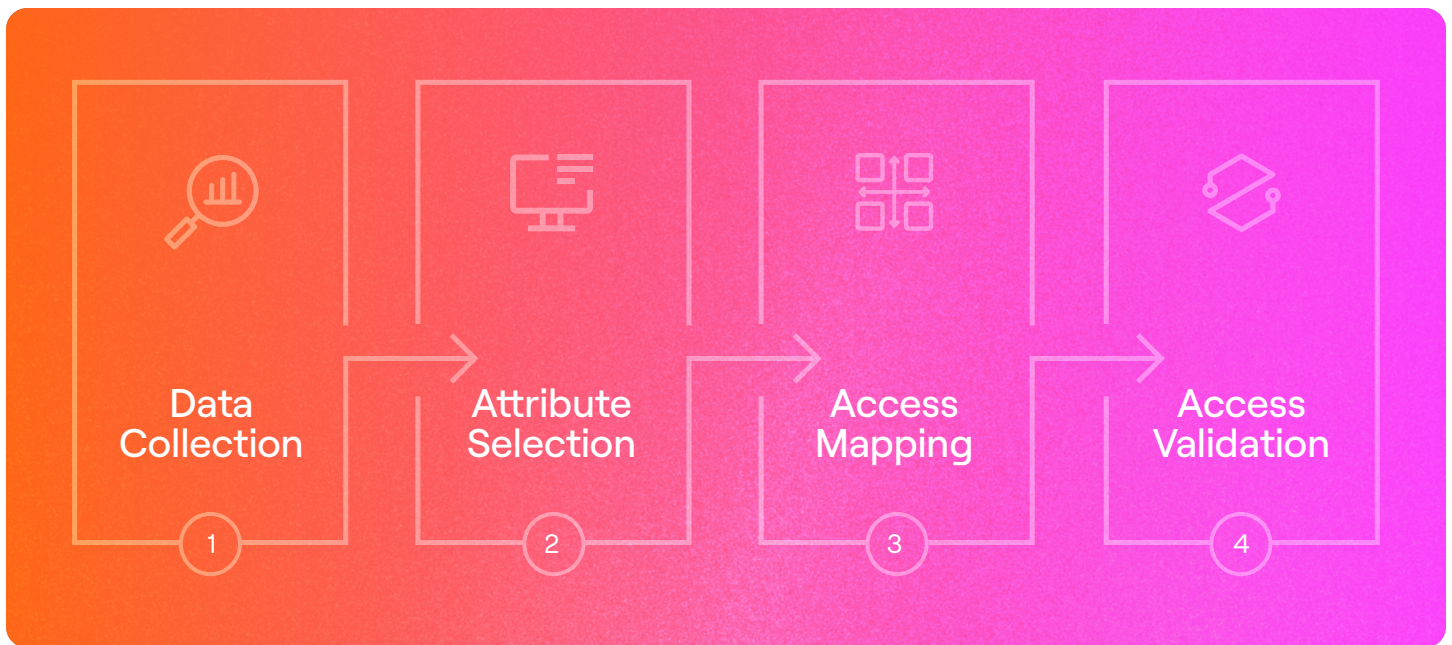 Data
Collection
1
Attribute
Selection
2
Access
Mapping
3
Access
Validation
4